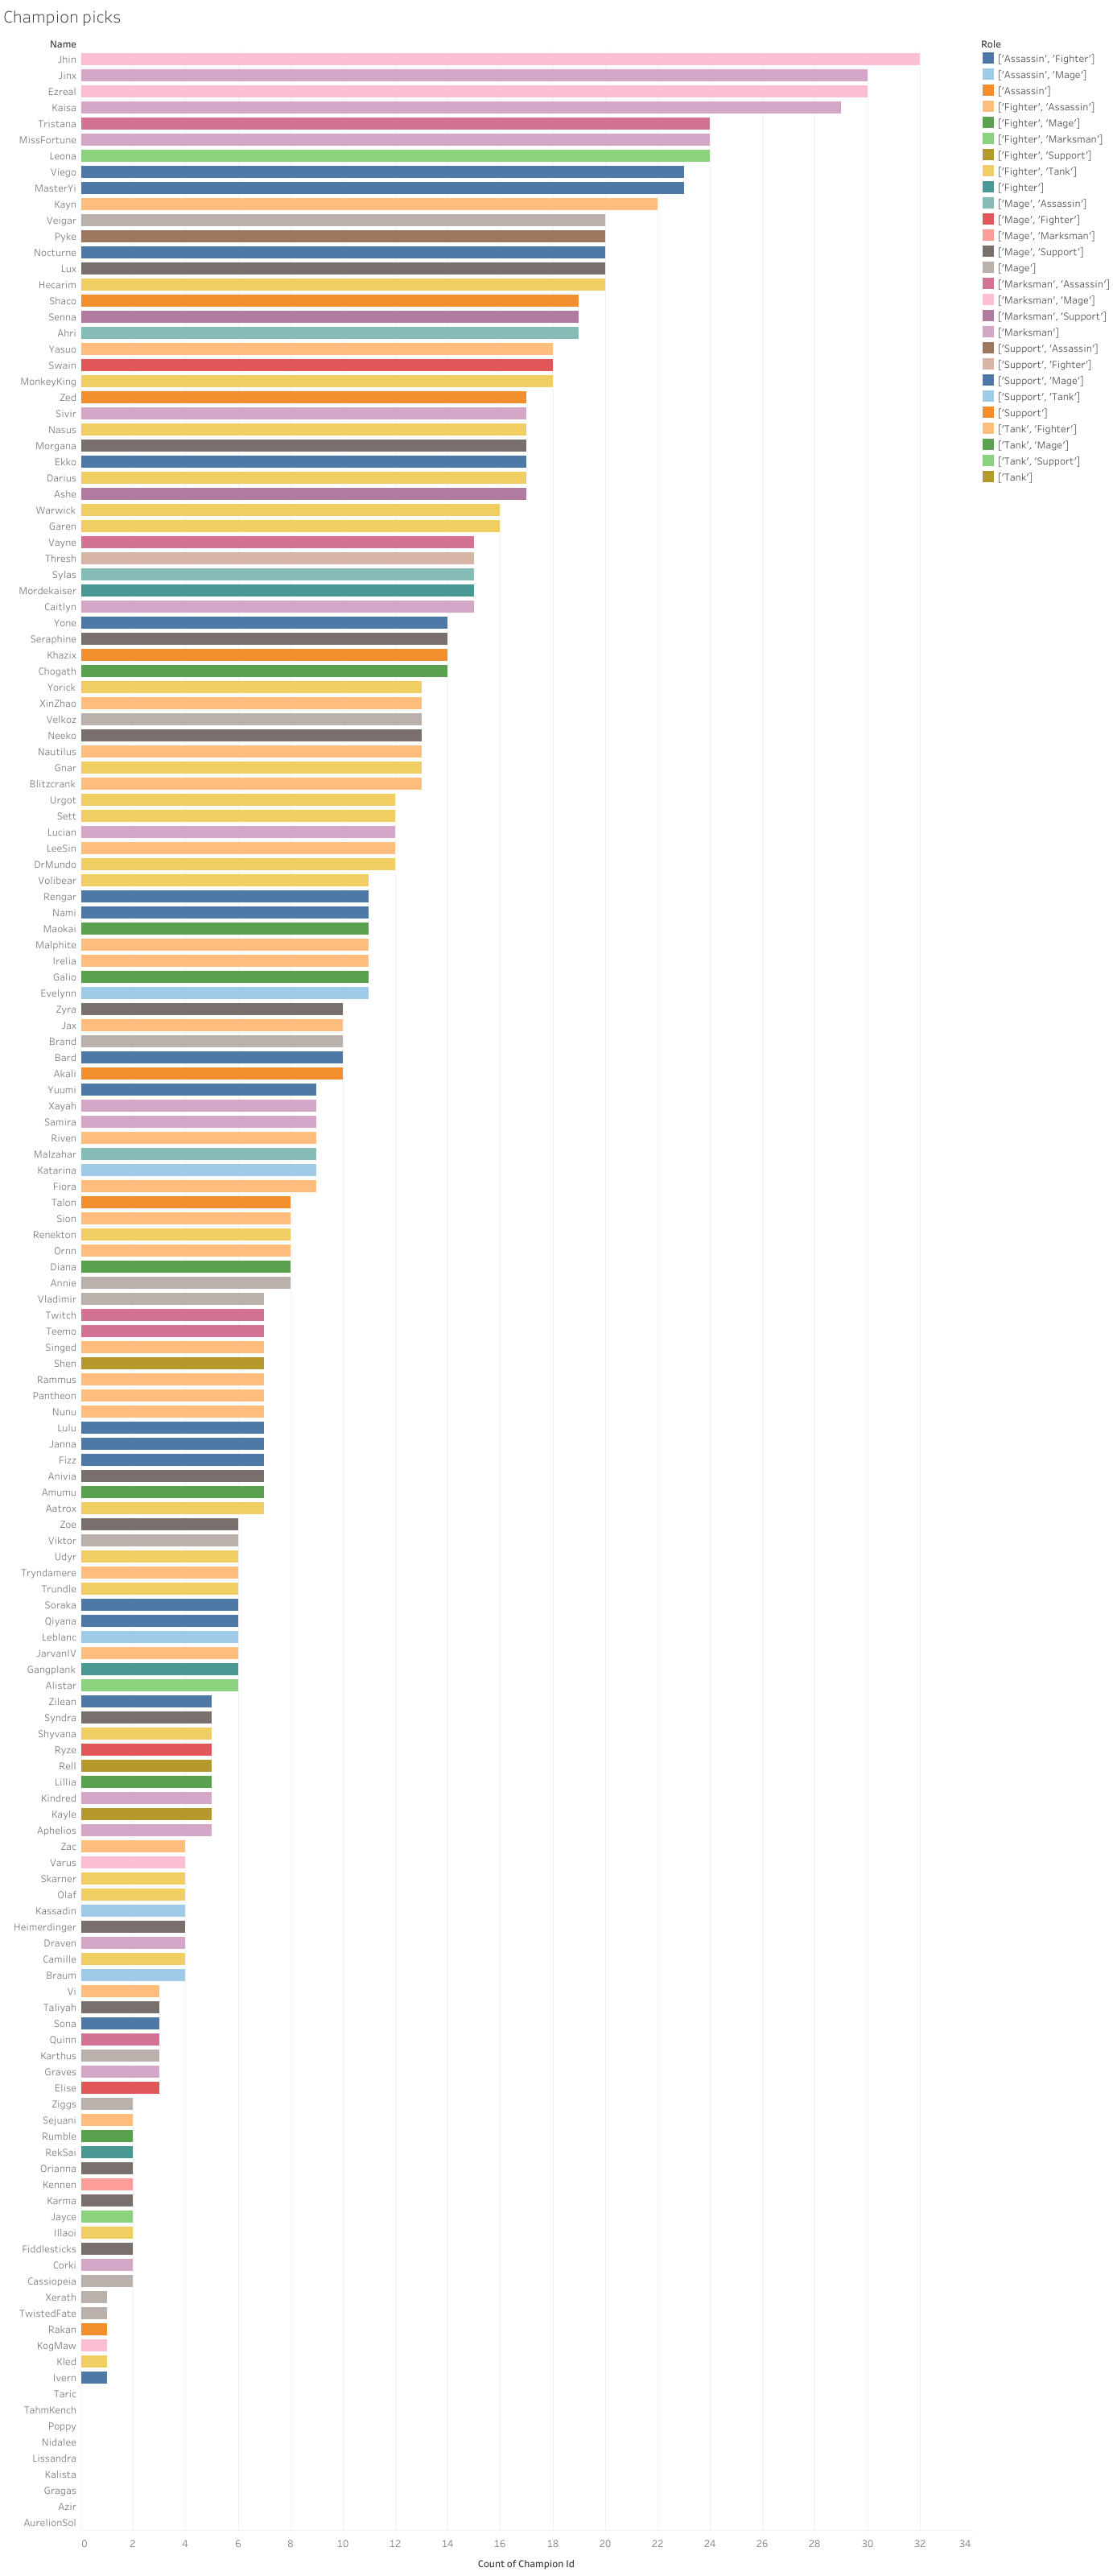 Champion picks
Name
Jhin
Jinx
Ezreal
Kaisa
Tristana
MissFortune
Leona
Viego
MasterYi
Kayn
Veigar
Pyke
Nocturne
Lux
Hecarim
Shaco
Senna
Ahri
Yasuo
Swain
MonkeyKing
Zed
Sivir
Nasus
Morgana
Ekko
Darius
Ashe
Warwick
Garen
Vayne
Thresh
Sylas
Mordekaiser
Caitlyn
Yone
Seraphine
Khazix
Chogath
Yorick
XinZhao
Velkoz
Neeko
Nautilus
Gnar
Blitzcrank
Urgot
Sett
Lucian
LeeSin
DrMundo
Volibear
Rengar
Nami
Maokai
Malphite
Irelia
Galio
Evelynn
Zyra
Jax
Brand
Bard
Akali
Yuumi
Xayah
Samira
Riven
Malzahar
Katarina
Fiora
Talon
Sion
Renekton
Ornn
Diana
Annie
Vladimir
Twitch
Teemo
Singed
Shen
Rammus
Pantheon
Nunu
Lulu
Janna
Fizz
Anivia
Amumu
Aatrox
Zoe
Viktor
Udyr
Tryndamere
Trundle
Soraka
Qiyana
Leblanc
JarvanIV
Gangplank
Alistar
Zilean
Syndra
Shyvana
Ryze
Rell
Lillia
Kindred
Kayle
Aphelios
Zac
Varus
Skarner
Olaf
Kassadin
Heimerdinger
Draven
Camille
Braum
Vi
Taliyah
Sona
Quinn
Karthus
Graves
Elise
Ziggs
Sejuani
Rumble
RekSai
Orianna
Kennen
Karma
Jayce
Illaoi
Fiddlesticks
Corki
Cassiopeia
Xerath
TwistedFate
Rakan
KogMaw
Kled
Ivern
Taric
TahmKench
Poppy
Nidalee
Lissandra
Kalista
Gragas
Azir
AurelionSol
0 2 4 6 8 10 12 14 16 18 20 22 24 26 28 30 32 34
Count of Champion Id
Role
['Assassin', 'Fighter']
['Assassin', 'Mage']
['Assassin']
['Fighter', 'Assassin']
['Fighter', 'Mage']
['Fighter', 'Marksman']
['Fighter', 'Support']
['Fighter', 'Tank']
['Fighter']
['Mage', 'Assassin']
['Mage', 'Fighter']
['Mage', 'Marksman']
['Mage', 'Support']
['Mage']
['Marksman', 'Assassin']
['Marksman', 'Mage']
['Marksman', 'Support']
['Marksman']
['Support', 'Assassin']
['Support', 'Fighter']
['Support', 'Mage']
['Support', 'Tank']
['Support']
['Tank', 'Fighter']
['Tank', 'Mage']
['Tank', 'Support']
['Tank']